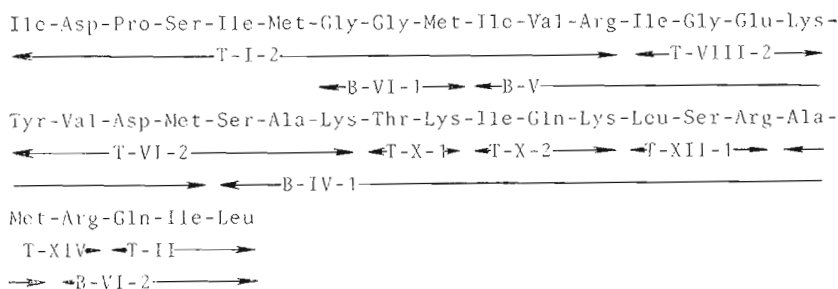 Ile-Asp-Pro-Ser-Ile-Met-Gly-Gly-Met-Ile-Val-Arg-Ile-Gly-Glu-Lys-
T-I-2 T-VIII-2
B-VI-1 B-V
Tyr-Val-Asp-Met-Ser-Ala-Lys-Thr-Lys-Ile-Gln-Lys-Leu-Ser-Arg-Ala-
T-VI-2 T-X-1 T-X-2 T-XII-1
B-IV-1
Met-Arg-Gln-Ile-Leu
T-XIV T-II
B-VI-2